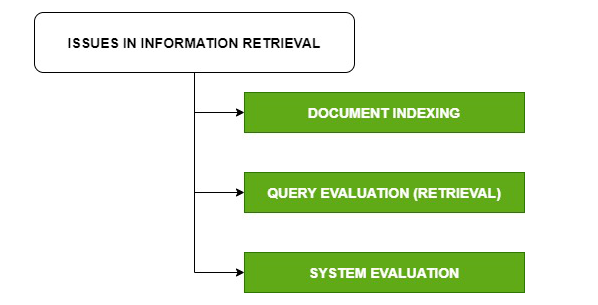 ISSUES IN INFORMATION RETRIEVAL
DOCUMENT INDEXING
QUERY EVALUATION (RETRIEVAL)
SYSTEM EVALUATION